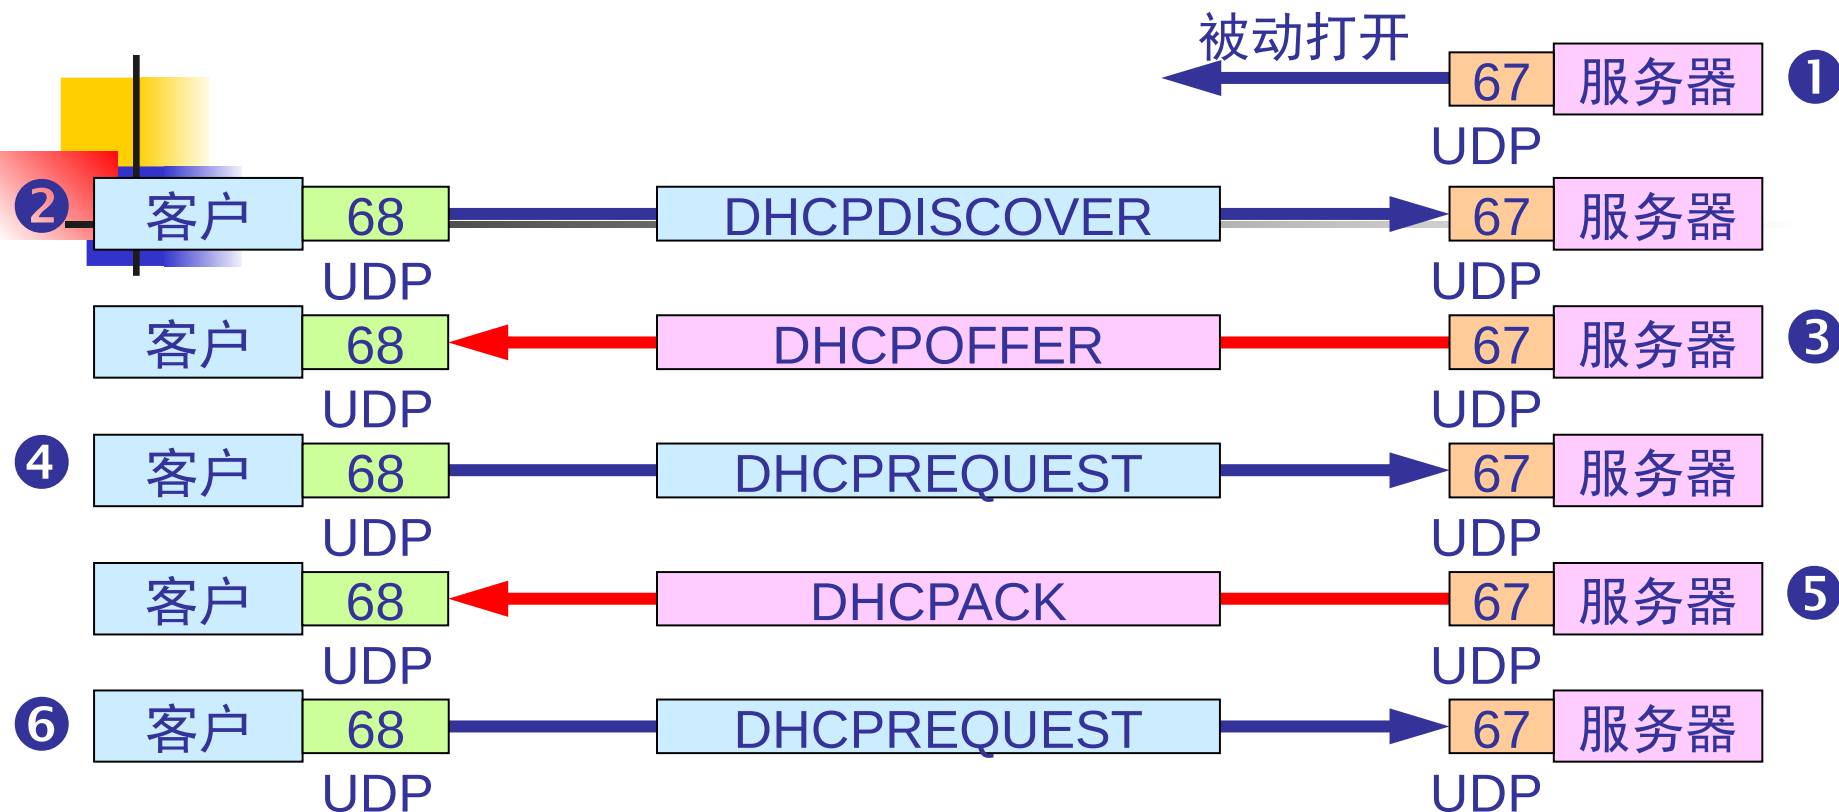 被动打开
67 服务器 ❶
UDP
❷ 客户 68 DHCPDISCOVER 67 服务器
UDP UDP
客户 68 DHCPOFFER 67 服务器 ❸
UDP UDP
❹ 客户 68 DHCPREQUEST 67 服务器
UDP UDP
客户 68 DHCPACK 67 服务器 ❺
UDP UDP
❻ 客户 68 DHCPREQUEST 67 服务器
UDP UDP